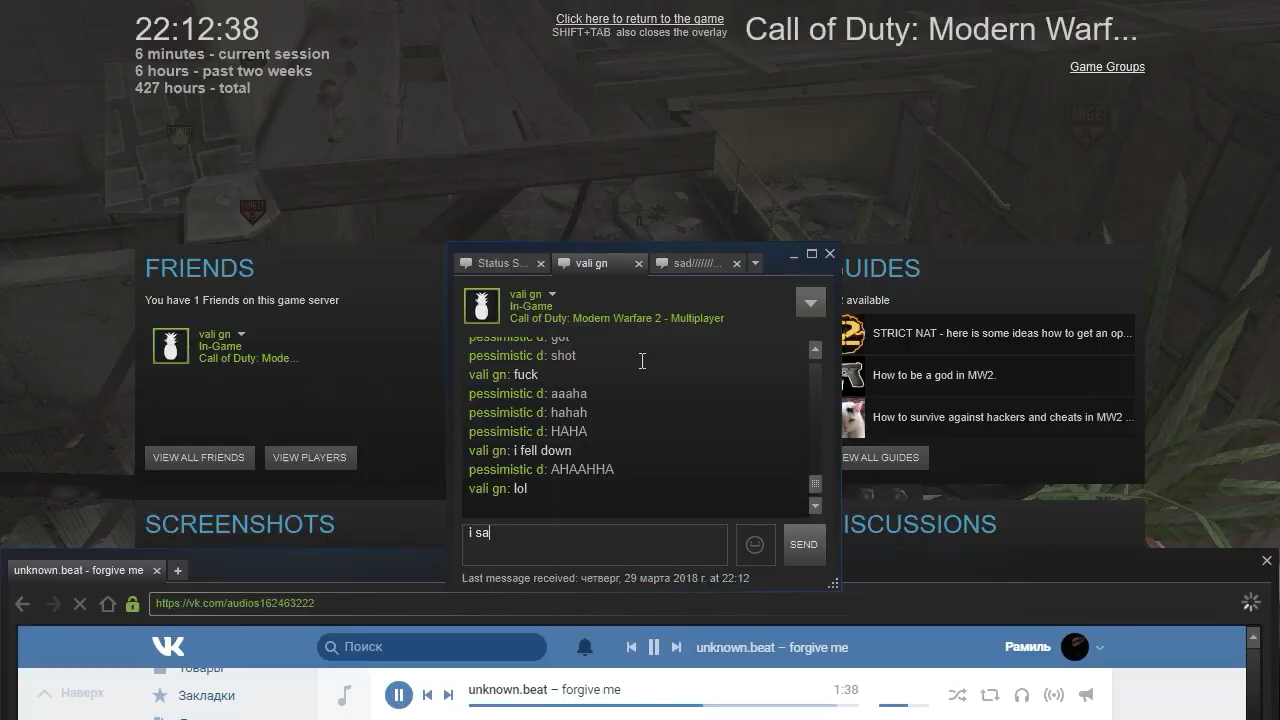 22:12:38
6 minutes - current session
6 hours - past two weeks
427 hours - total
Click here to return to the game
SHIFT+TAB also closes the overlay
Call of Duty: Modern Warf...
Game Groups
ESCORT
TARGET
TARGET
FRIENDS
You have 1 Friends on this game server
vali gn
In-Game
Call of Duty: Mode...
VIEW ALL FRIENDS
VIEW PLAYERS
SCREENSHOTS
Status S...
vali gn
sad///////...
vali gn
In-Game
Call of Duty: Modern Warfare 2 - Multiplayer
pessimistic d: got
pessimistic d: shot
vali gn: fuck
pessimistic d: aaaha
pessimistic d: hahah
pessimistic d: HAHA
vali gn: i fell down
pessimistic d: AHAAHHA
vali gn: lol
i sa
SEND
Last message received: четверг, 29 марта 2018 г. at 22:12
UIDES
available
STRICT NAT - here is some ideas how to get an op...
How to be a god in MW2.
How to survive against hackers and cheats in MW2 ...
EW ALL GUIDES
ISCUSSIONS
unknown.beat - forgive me
https://vk.com/audios162463222
Поиск
unknown.beat – forgive me
Рамиль
Наверх
Товары
Закладки
unknown.beat – forgive me
1:38